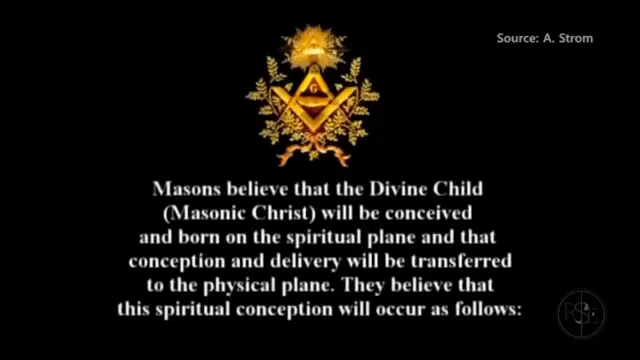 Source: A. Strom
G
Masons believe that the Divine Child
(Masonic Christ) will be conceived
and born on the spiritual plane and that
conception and delivery will be transferred
to the physical plane. They believe that
this spiritual conception will occur as follows: